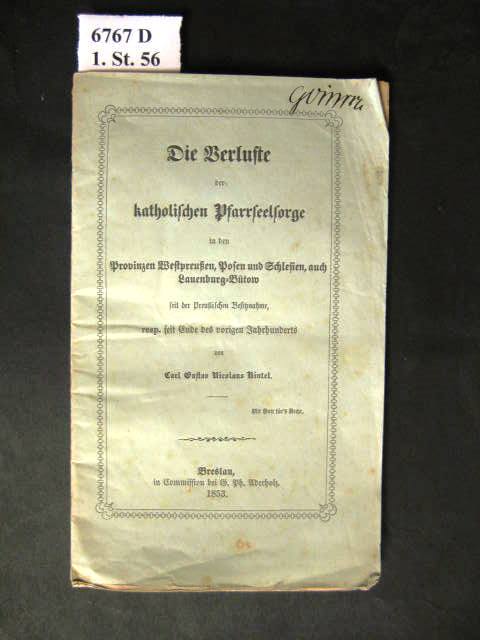 6767 D
1. St. 56
Die Verluste
der
katholischen Pfarrseelsorge
in den
Provinzen Westpreußen, Posen und Schlesien, auch
Lauenburg-Bütow
seit der Preußischen Besitznahme,
resp. seit Ende des vorigen Jahrhunderts
von
Carl Gustav Nicolaus Rintel.
Mit Gott für's Recht.
Breslau,
in Commission bei G. Ph. Aderholz.
1853.